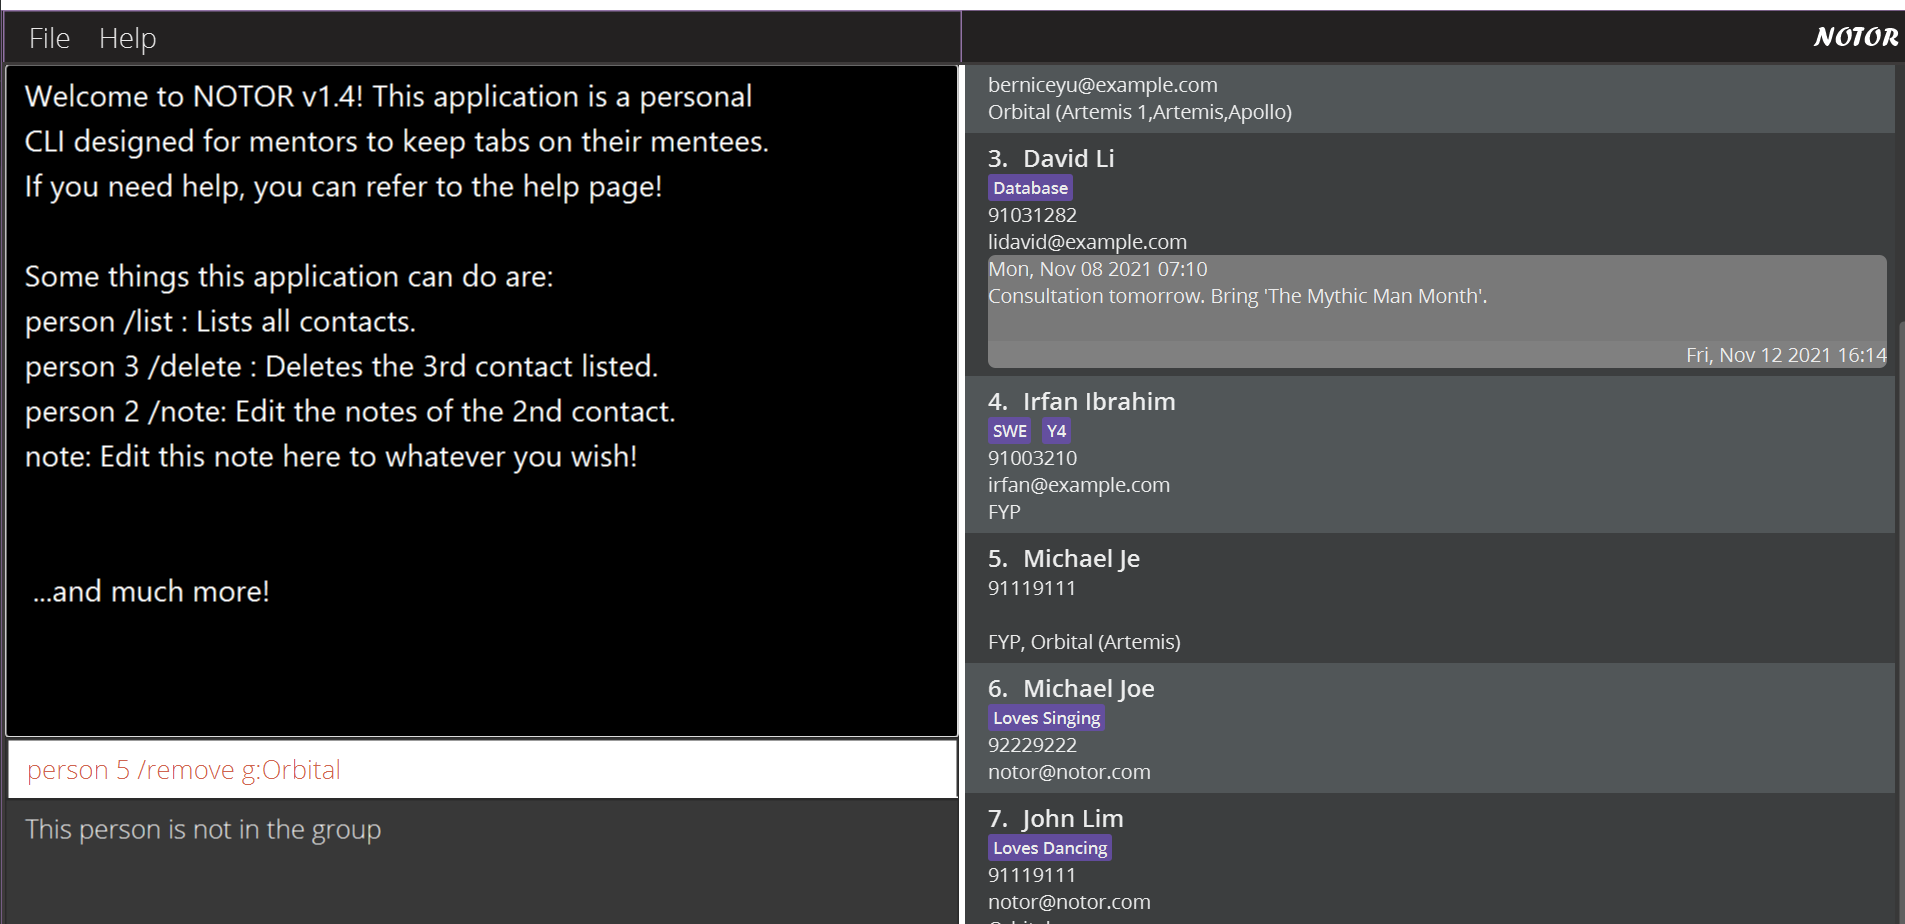 File Help
NOTOR
Welcome to NOTOR v1.4! This application is a personal
CLI designed for mentors to keep tabs on their mentees.
If you need help, you can refer to the help page!
Some things this application can do are:
person /list : Lists all contacts.
person 3 /delete : Deletes the 3rd contact listed.
person 2 /note: Edit the notes of the 2nd contact.
note: Edit this note here to whatever you wish!
...and much more!
person 5 /remove g:Orbital
This person is not in the group
berniceyu@example.com
Orbital (Artemis 1,Artemis,Apollo)
3. David Li
Database
91031282
lidavid@example.com
Mon, Nov 08 2021 07:10
Consultation tomorrow. Bring 'The Mythic Man Month'.
Fri, Nov 12 2021 16:14
4. Irfan Ibrahim
SWE Y4
91003210
irfan@example.com
FYP
5. Michael Je
91119111
FYP, Orbital (Artemis)
6. Michael Joe
Loves Singing
92229222
notor@notor.com
7. John Lim
Loves Dancing
91119111
notor@notor.com